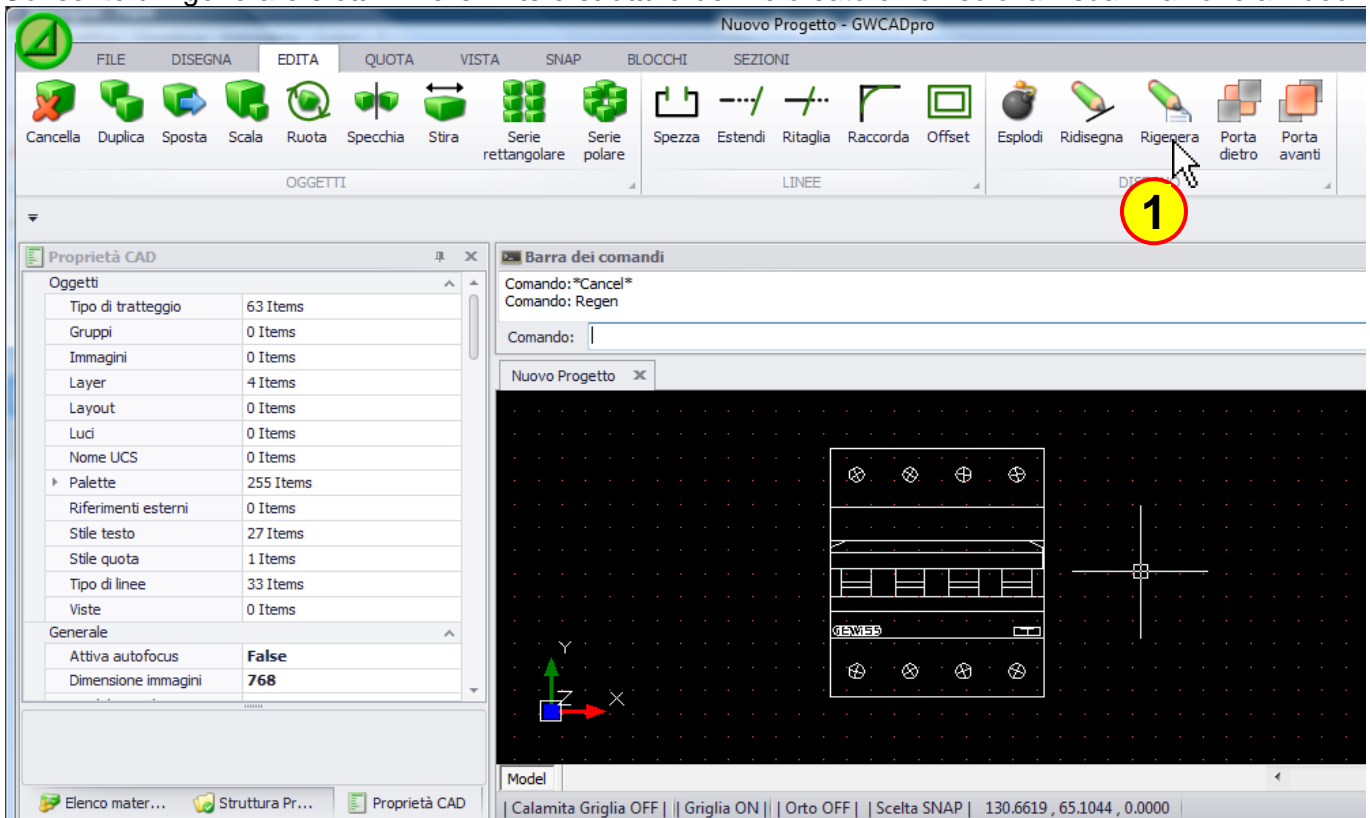 Nuovo Progetto - GWCADpro
FILE DISEGNA EDITA QUOTA VISTA SNAP BLOCCHI SEZIONI
Cancella Duplica Sposta Scala Ruota Specchia Stira Serie rettangolare Serie polare Spezza Estendi Ritaglia Raccorda Offset Esplodi Ridisegna Rigenera Porta dietro Porta avanti
OGGETTI LINEE
1
Proprietà CAD
Oggetti
Tipo di tratteggio 63 Items
Gruppi 0 Items
Immagini 0 Items
Layer 4 Items
Layout 0 Items
Luci 0 Items
Nome UCS 0 Items
Palette 255 Items
Riferimenti esterni 0 Items
Stile testo 27 Items
Stile quota 1 Items
Tipo di linee 33 Items
Viste 0 Items
Generale
Attiva autofocus False
Dimensione immagini 768
Elenco mater... Struttura Pr... Proprietà CAD
Barra dei comandi
Comando:*Cancel*
Comando: Regen
Comando:
Nuovo Progetto
GEWISS
Y
Z X
Model
| Calamita Griglia OFF | | Griglia ON | | Orto OFF | | Scelta SNAP | 130.6619 , 65.1044 , 0.0000